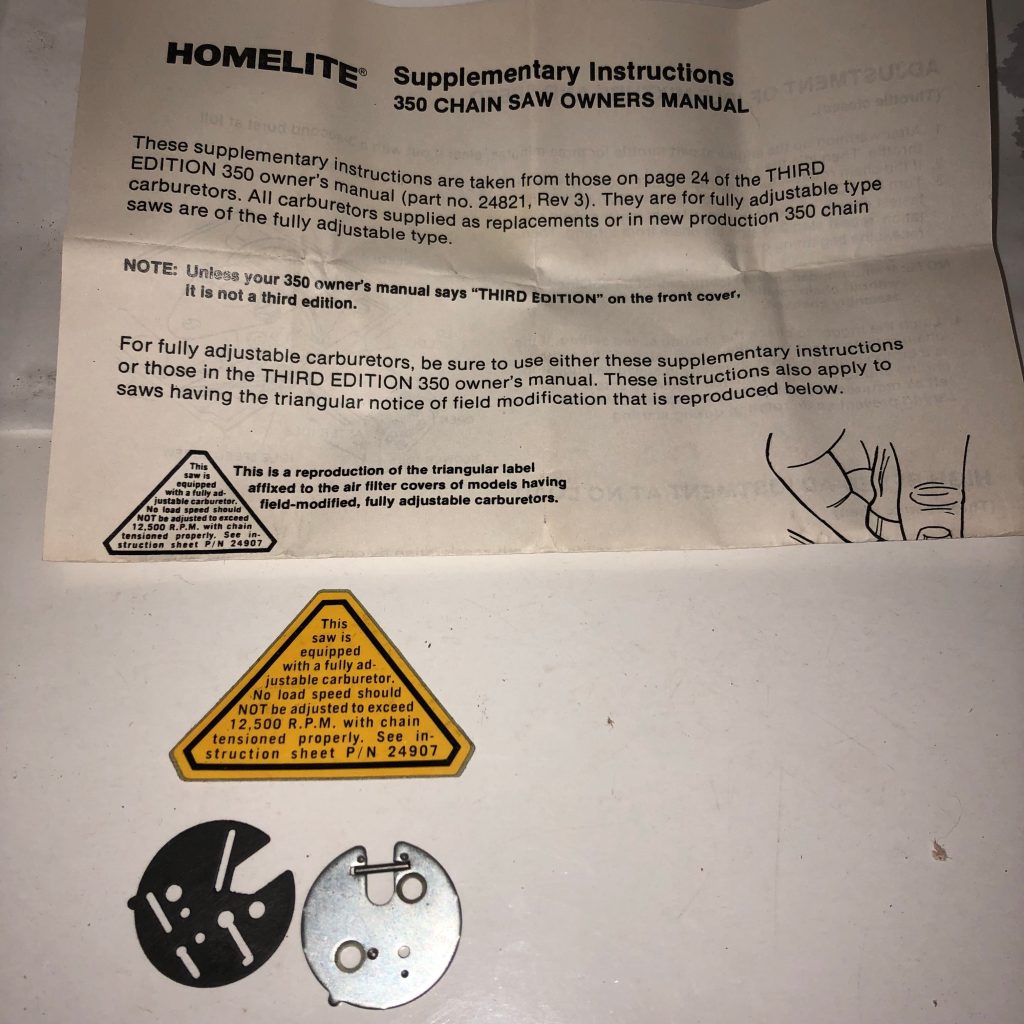 HOMELITE® Supplementary Instructions
350 CHAIN SAW OWNERS MANUAL
These supplementary instructions are taken from those on page 24 of the THIRD
EDITION 350 owner's manual (part no. 24821, Rev 3). They are for fully adjustable type
carburetors. All carburetors supplied as replacements or in new production 350 chain
saws are of the fully adjustable type.
NOTE: Unless your 350 owner's manual says "THIRD EDITION" on the front cover,
it is not a third edition.
For fully adjustable carburetors, be sure to use either these supplementary instructions
or those in the THIRD EDITION 350 owner's manual. These instructions also apply to
saws having the triangular notice of field modification that is reproduced below.
This
saw is
equipped
with a fully ad-
justable carburetor.
No load speed should
NOT be adjusted to exceed
12,500 R.P.M. with chain
tensioned properly. See in-
struction sheet P/N 24907
This is a reproduction of the triangular label
affixed to the air filter covers of models having
field-modified, fully adjustable carburetors.
This
saw is
equipped
with a fully ad-
justable carburetor.
No load speed should
NOT be adjusted to exceed
12,500 R.P.M. with chain
tensioned properly. See in-
struction sheet P/N 24907